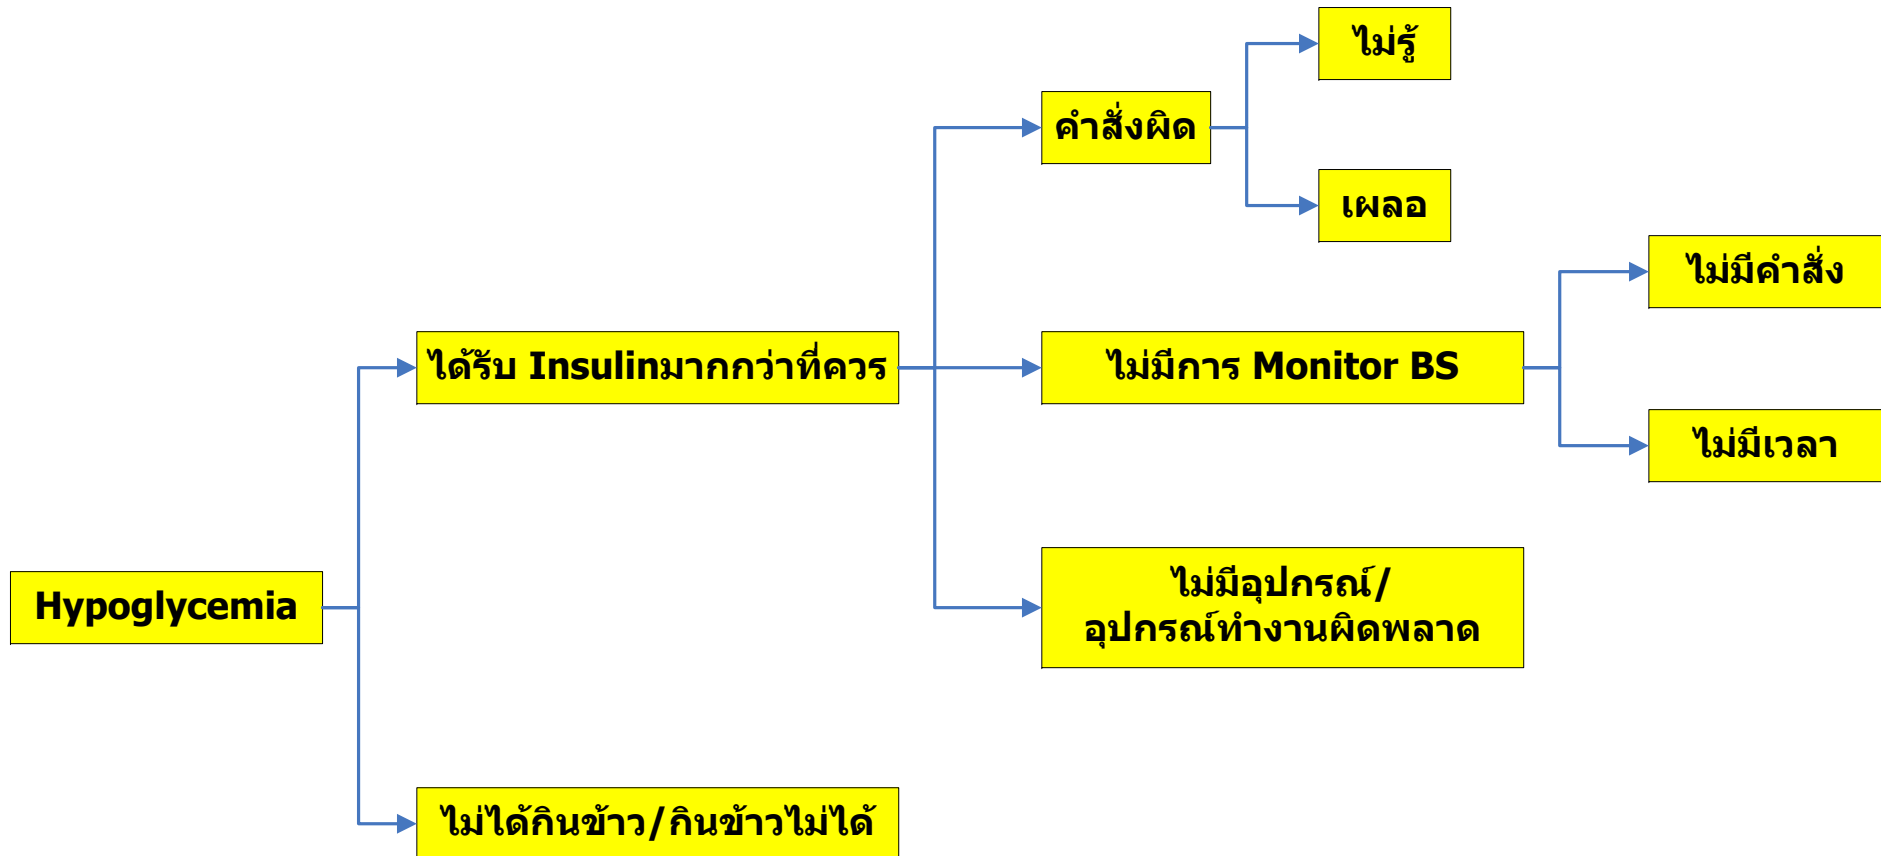 ไม่รู้
คำสั่งผิด
เผลอ
ไม่มีคำสั่ง
ได้รับ Insulinมากกว่าที่ควร
ไม่มีการ Monitor BS
ไม่มีเวลา
ไม่มีอุปกรณ์/
อุปกรณ์ทำงานผิดพลาด
Hypoglycemia
ไม่ได้กินข้าว/กินข้าวไม่ได้